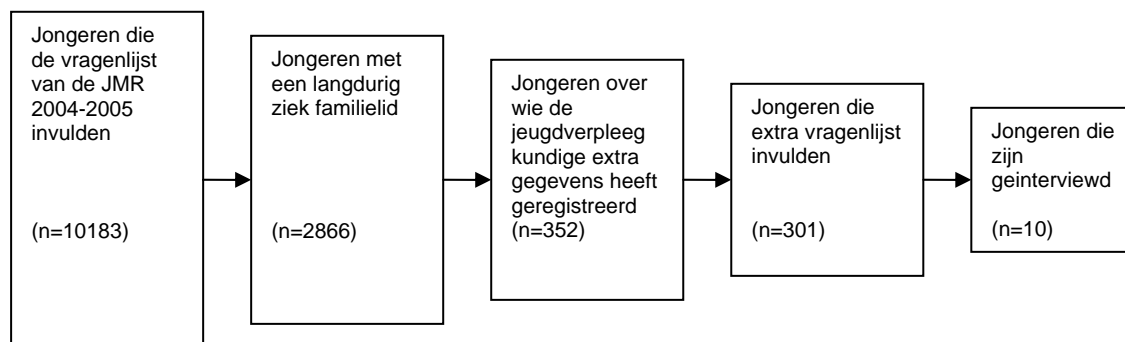 Jongeren die
de vragenlijst
van de JMR
2004-2005
invulden
(n=10183)
Jongeren met
een langdurig
ziek familielid
(n=2866)
Jongeren over
wie de
jeugdverpleeg
kundige extra
gegevens heeft
geregistreerd
(n=352)
Jongeren die
extra vragenlijst
invulden
(n=301)
Jongeren die
zijn
geinterviewd
(n=10)